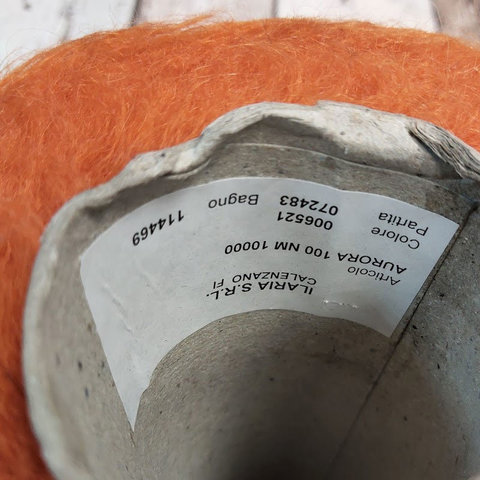 ILARIA S.R.L.
CALENZANO FI
Articolo
AURORA 100 NM 10000
Colore 006521
Partita 072483 Bagno 114469